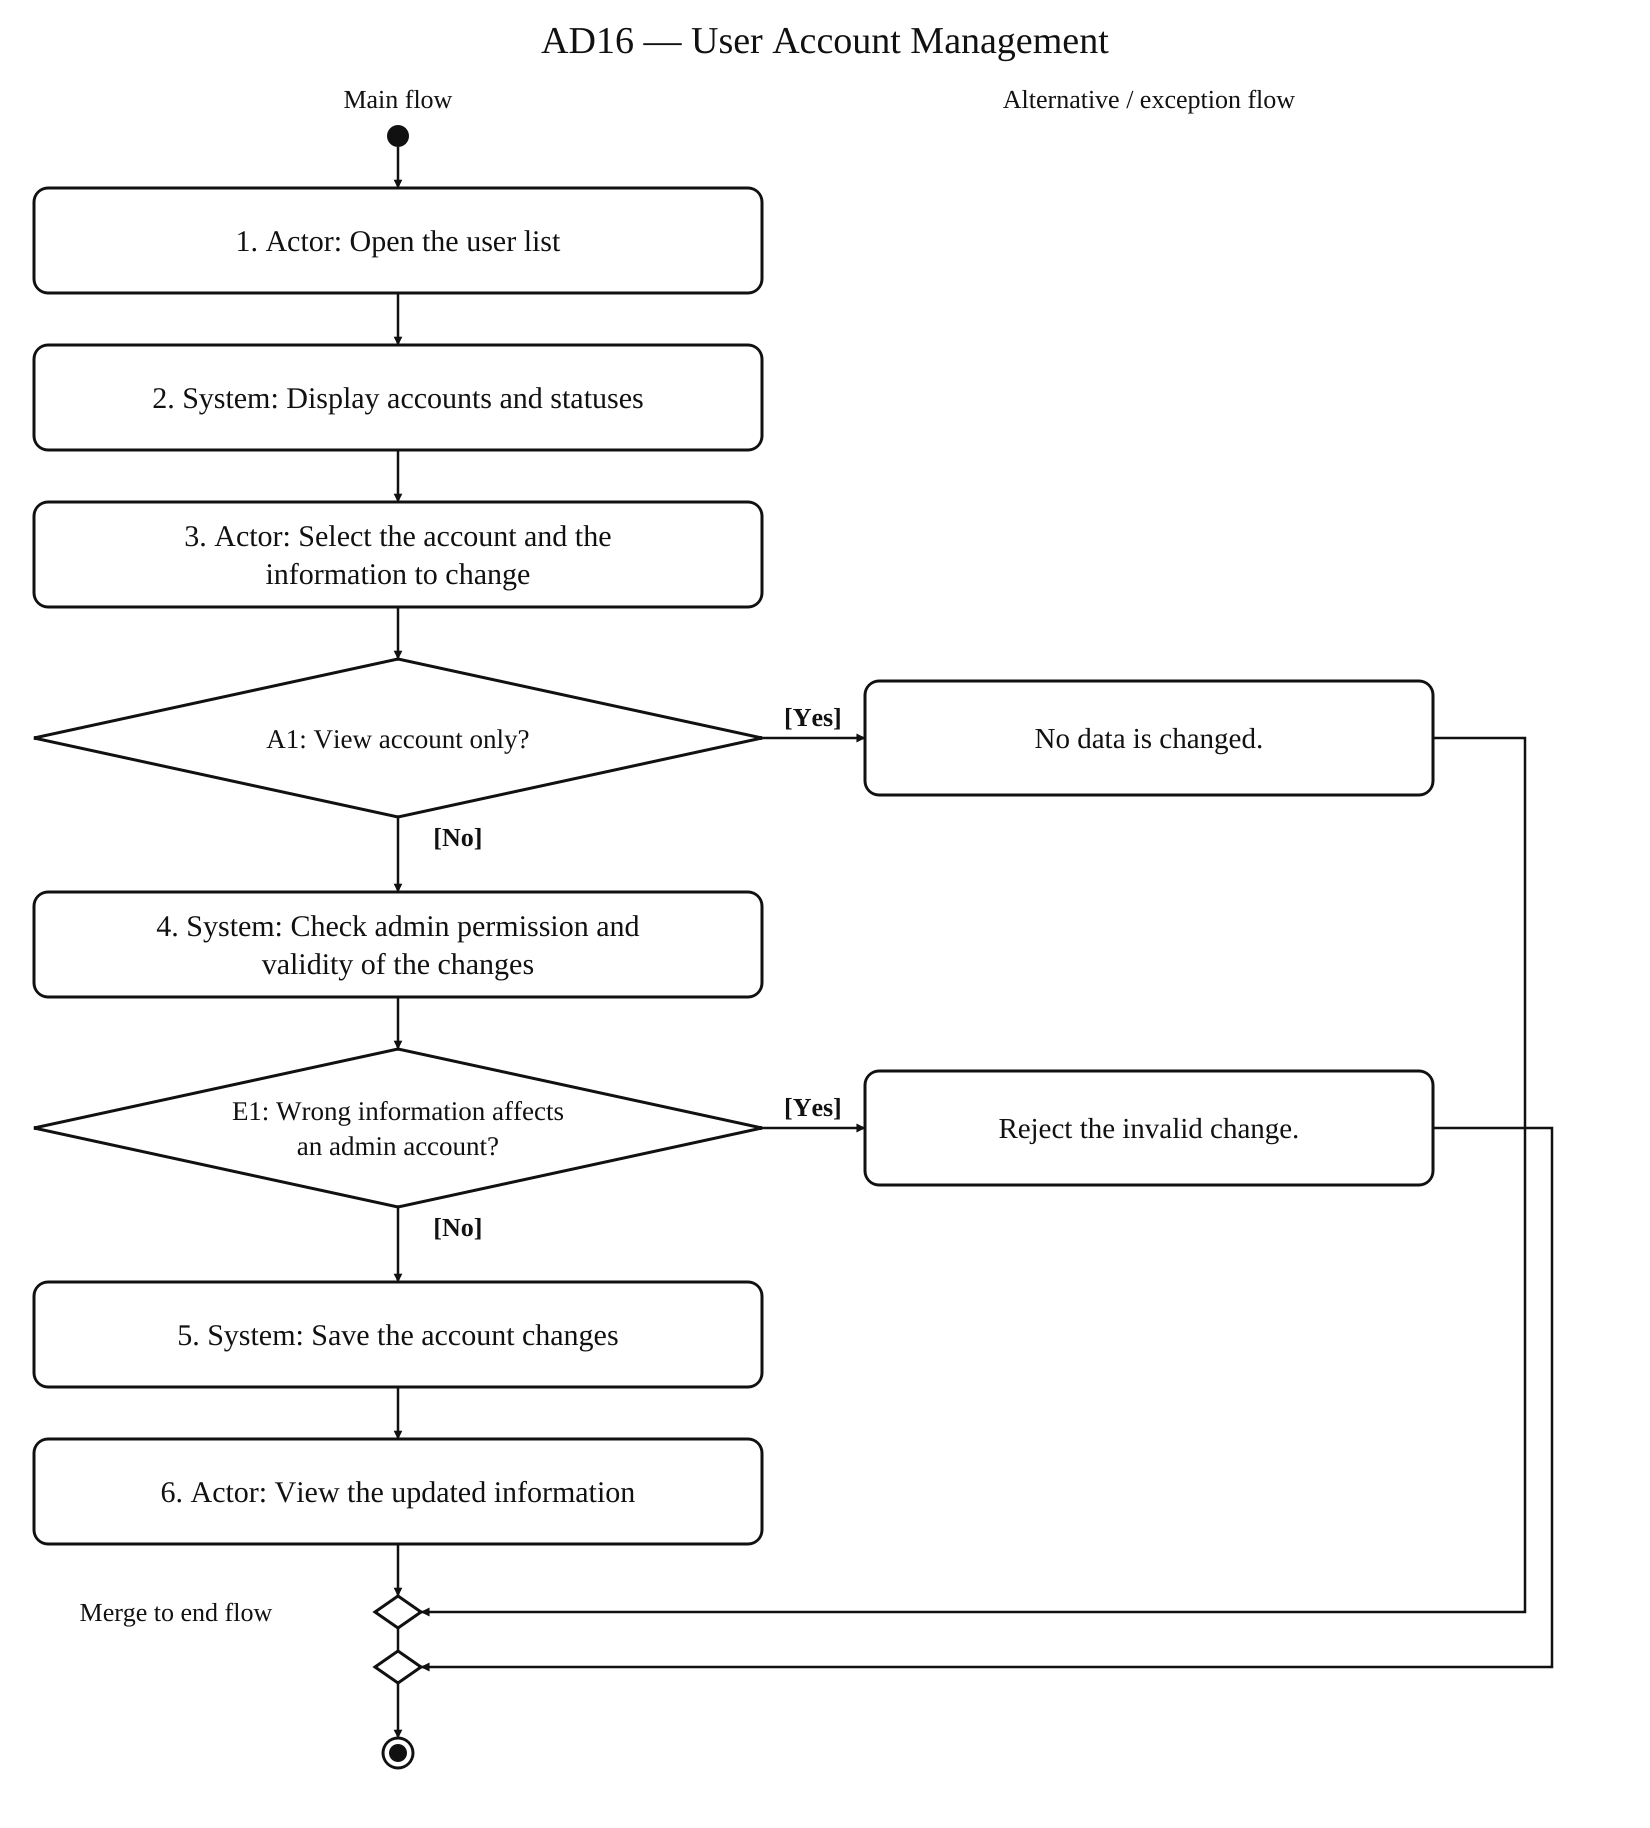 AD16 — User Account Management
Main flow
Alternative / exception flow
1. Actor: Open the user list
2. System: Display accounts and statuses
3. Actor: Select the account and the
information to change
A1: View account only?
[Yes]
No data is changed.
[No]
4. System: Check admin permission and
validity of the changes
E1: Wrong information affects
an admin account?
[Yes]
Reject the invalid change.
[No]
5. System: Save the account changes
6. Actor: View the updated information
Merge to end flow